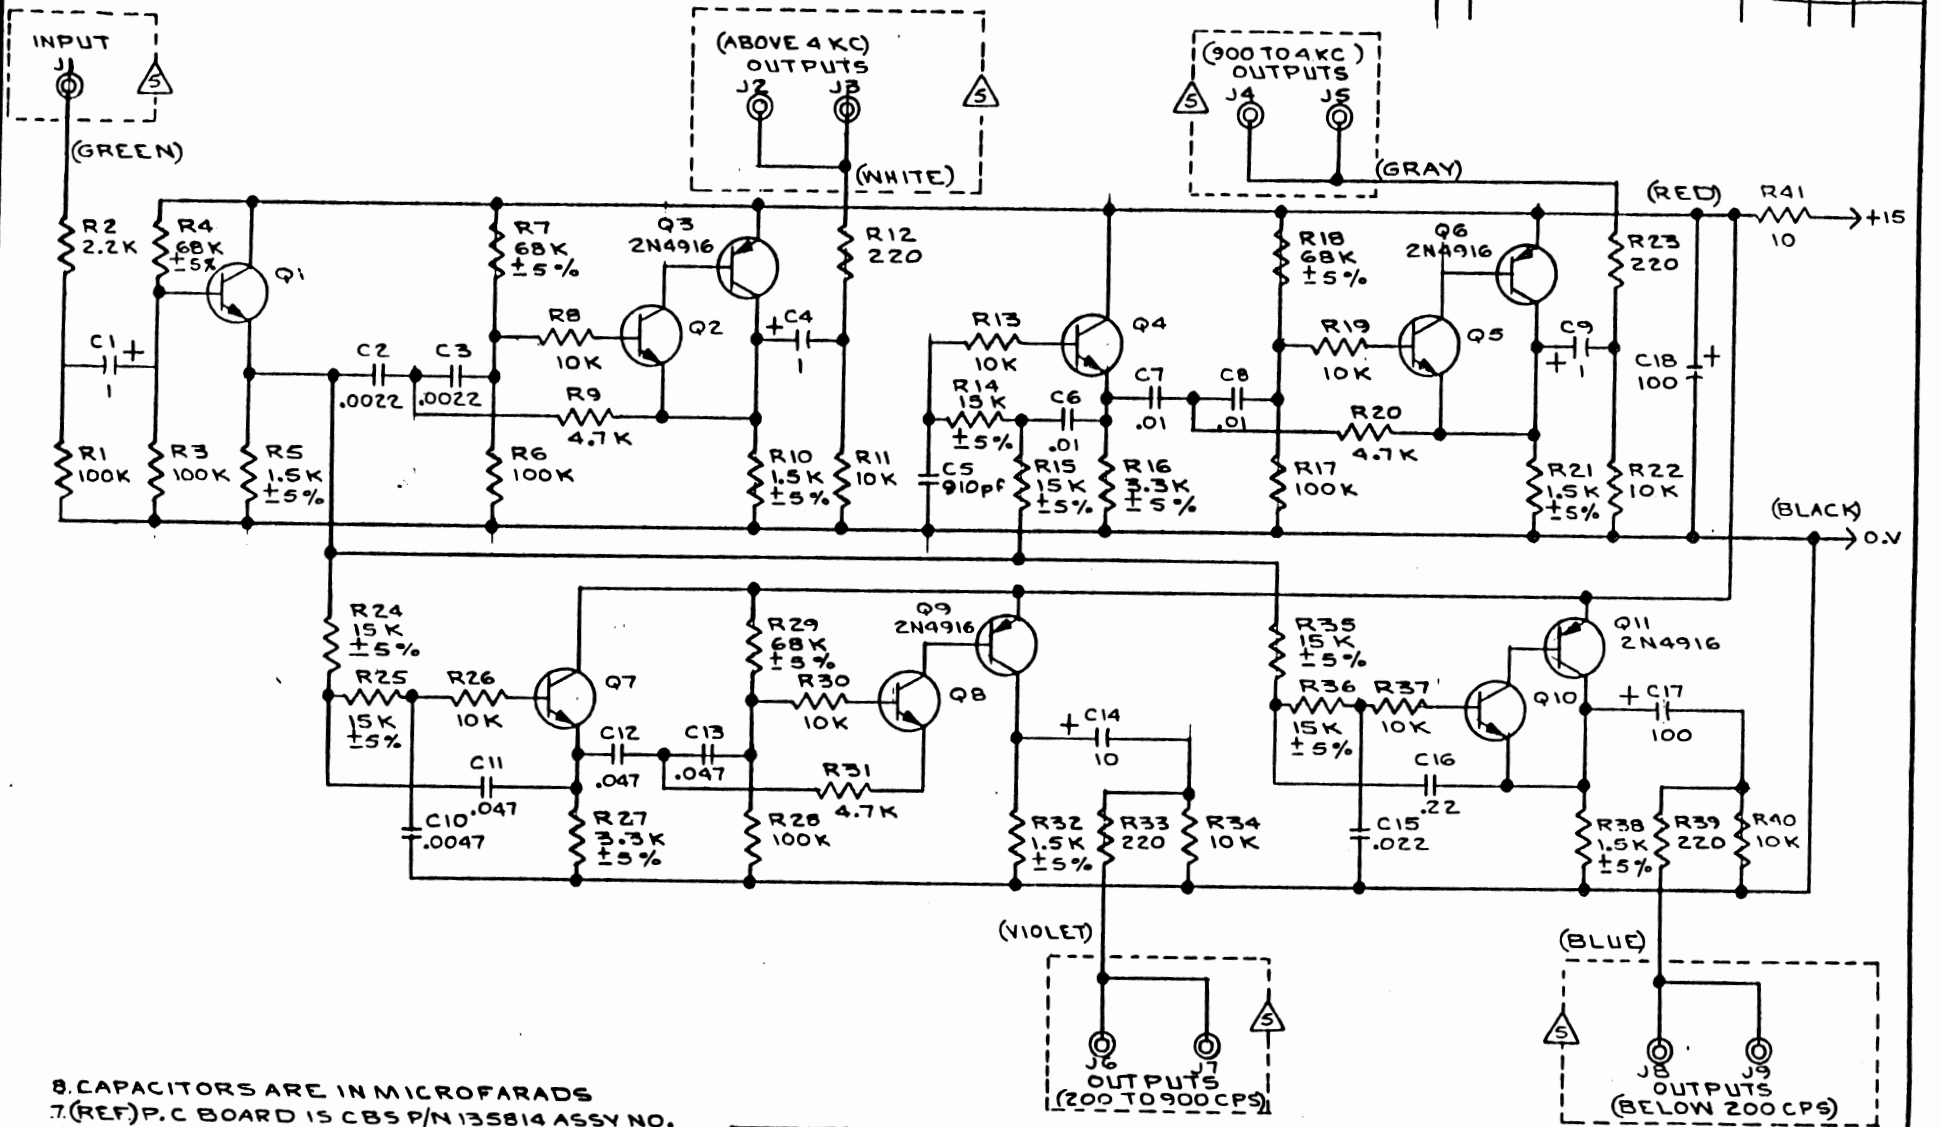 INPUT
J1
5
(GREEN)
(ABOVE 4 KC)
OUTPUTS
J2
J3
5
(WHITE)
(900 TO 4 KC)
OUTPUTS
J4
J5
5
(GRAY)
(RED)
R41
10
+15
R2
2.2K
R4
68K
±5%
Q1
C1
+
1
R1
100K
R3
100K
R5
1.5K
±5%
C2
.0022
C3
.0022
R7
68K
±5%
R8
10K
R9
4.7K
R6
100K
Q3
2N4916
Q2
+
C4
1
R12
220
R10
1.5K
±5%
R11
10K
R13
10K
R14
15K
±5%
C5
910pf
C6
.01
R15
15K
±5%
R16
3.3K
±5%
Q4
C7
.01
C8
.01
R18
68K
±5%
R19
10K
R20
4.7K
R17
100K
Q6
2N4916
Q5
C9
+
1
R23
220
R21
1.5K
±5%
R22
10K
C18
100
+
(BLACK)
0.V
R24
15K
±5%
R25
15K
±5%
R26
10K
Q7
C11
.047
C10
.0047
R27
3.3K
±5%
C12
.047
C13
.047
R29
68K
±5%
R30
10K
R31
4.7K
R28
100K
Q9
2N4916
Q8
+
C14
10
R32
1.5K
±5%
R33
220
R34
10K
R35
15K
±5%
R36
15K
±5%
R37
10K
Q11
2N4916
Q10
C16
.22
C15
.022
+
C17
100
R38
1.5K
±5%
R39
220
R40
10K
(VIOLET)
5
J6
J7
OUTPUTS
(200 TO 900 CPS)
(BLUE)
5
J8
J9
OUTPUTS
(BELOW 200 CPS)
8. CAPACITORS ARE IN MICROFARADS
7. (REF.) P.C BOARD IS CBS P/N 135814 ASSY NO.